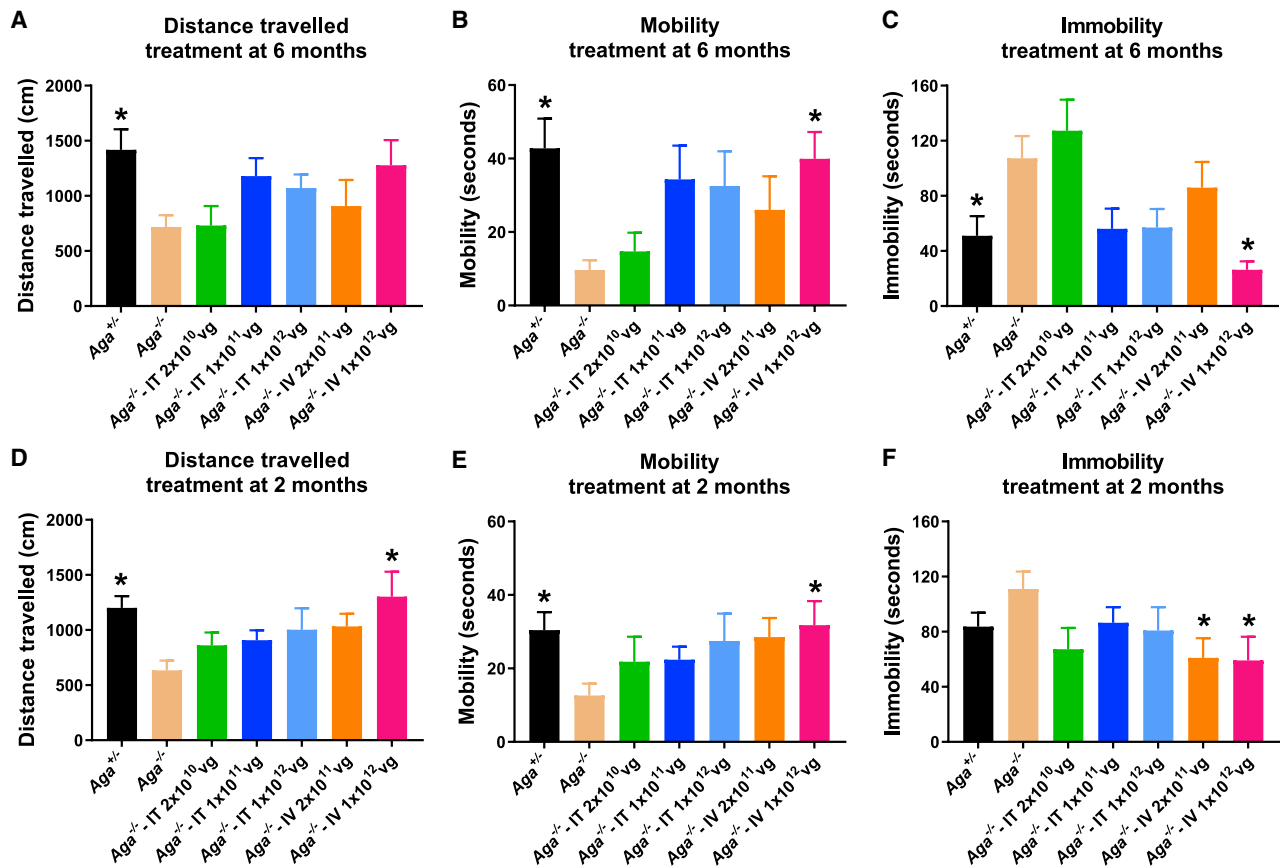 A
Distance travelled
treatment at 6 months
Distance travelled (cm)
2000
1500
1000
500
0
*
Aga+/-
Aga-/-
Aga-/- - IT 2x10^10 vg
Aga-/- - IT 1x10^11 vg
Aga-/- - IT 1x10^12 vg
Aga-/- - IV 2x10^11 vg
Aga-/- - IV 1x10^12 vg
B
Mobility
treatment at 6 months
Mobility (seconds)
60
40
20
0
*
*
Aga+/-
Aga-/-
Aga-/- - IT 2x10^10 vg
Aga-/- - IT 1x10^11 vg
Aga-/- - IT 1x10^12 vg
Aga-/- - IV 2x10^11 vg
Aga-/- - IV 1x10^12 vg
C
Immobility
treatment at 6 months
Immobility (seconds)
160
120
80
40
0
*
*
Aga+/-
Aga-/-
Aga-/- - IT 2x10^10 vg
Aga-/- - IT 1x10^11 vg
Aga-/- - IT 1x10^12 vg
Aga-/- - IV 2x10^11 vg
Aga-/- - IV 1x10^12 vg
D
Distance travelled
treatment at 2 months
Distance travelled (cm)
2000
1500
1000
500
0
*
*
Aga+/-
Aga-/-
Aga-/- - IT 2x10^10 vg
Aga-/- - IT 1x10^11 vg
Aga-/- - IT 1x10^12 vg
Aga-/- - IV 2x10^11 vg
Aga-/- - IV 1x10^12 vg
E
Mobility
treatment at 2 months
Mobility (seconds)
60
40
20
0
*
*
Aga+/-
Aga-/-
Aga-/- - IT 2x10^10 vg
Aga-/- - IT 1x10^11 vg
Aga-/- - IT 1x10^12 vg
Aga-/- - IV 2x10^11 vg
Aga-/- - IV 1x10^12 vg
F
Immobility
treatment at 2 months
Immobility (seconds)
160
120
80
40
0
*
*
Aga+/-
Aga-/-
Aga-/- - IT 2x10^10 vg
Aga-/- - IT 1x10^11 vg
Aga-/- - IT 1x10^12 vg
Aga-/- - IV 2x10^11 vg
Aga-/- - IV 1x10^12 vg